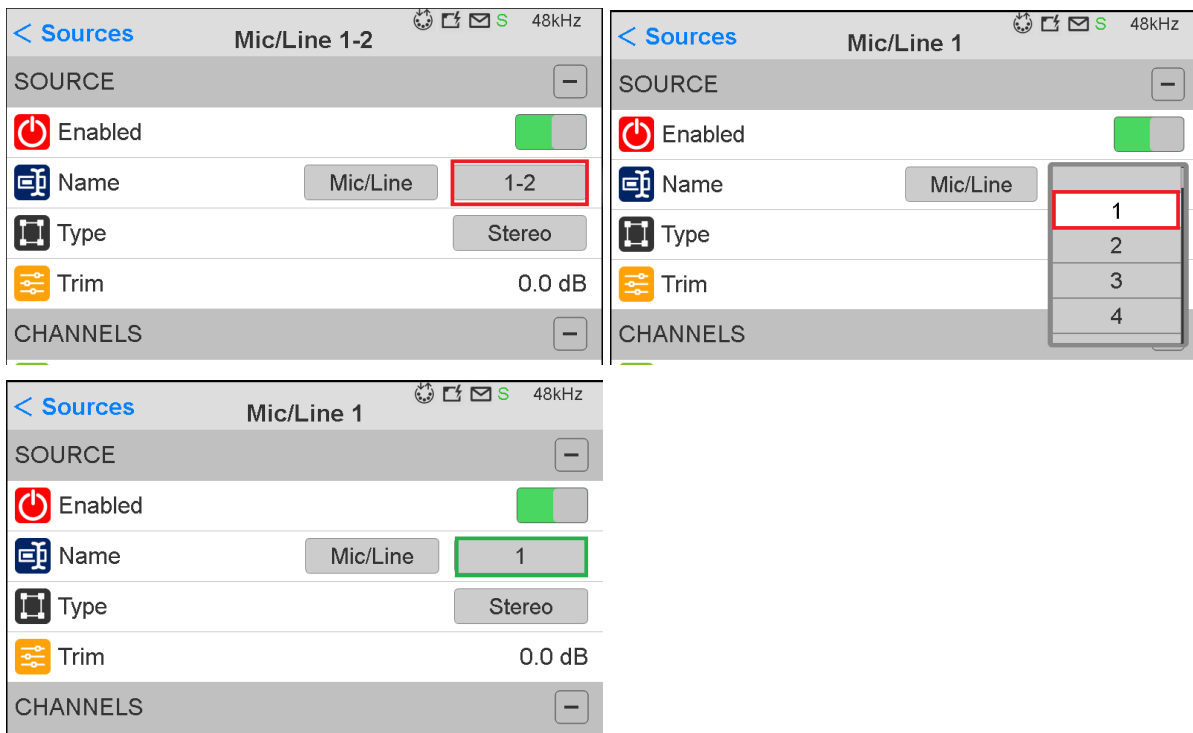 < Sources
Mic/Line 1-2
S 48kHz
SOURCE
Enabled
Name Mic/Line 1-2
Type Stereo
Trim 0.0 dB
CHANNELS
< Sources
Mic/Line 1
S 48kHz
SOURCE
Enabled
Name Mic/Line
1
Type
2
Trim
3
4
CHANNELS
< Sources
Mic/Line 1
S 48kHz
SOURCE
Enabled
Name Mic/Line 1
Type Stereo
Trim 0.0 dB
CHANNELS